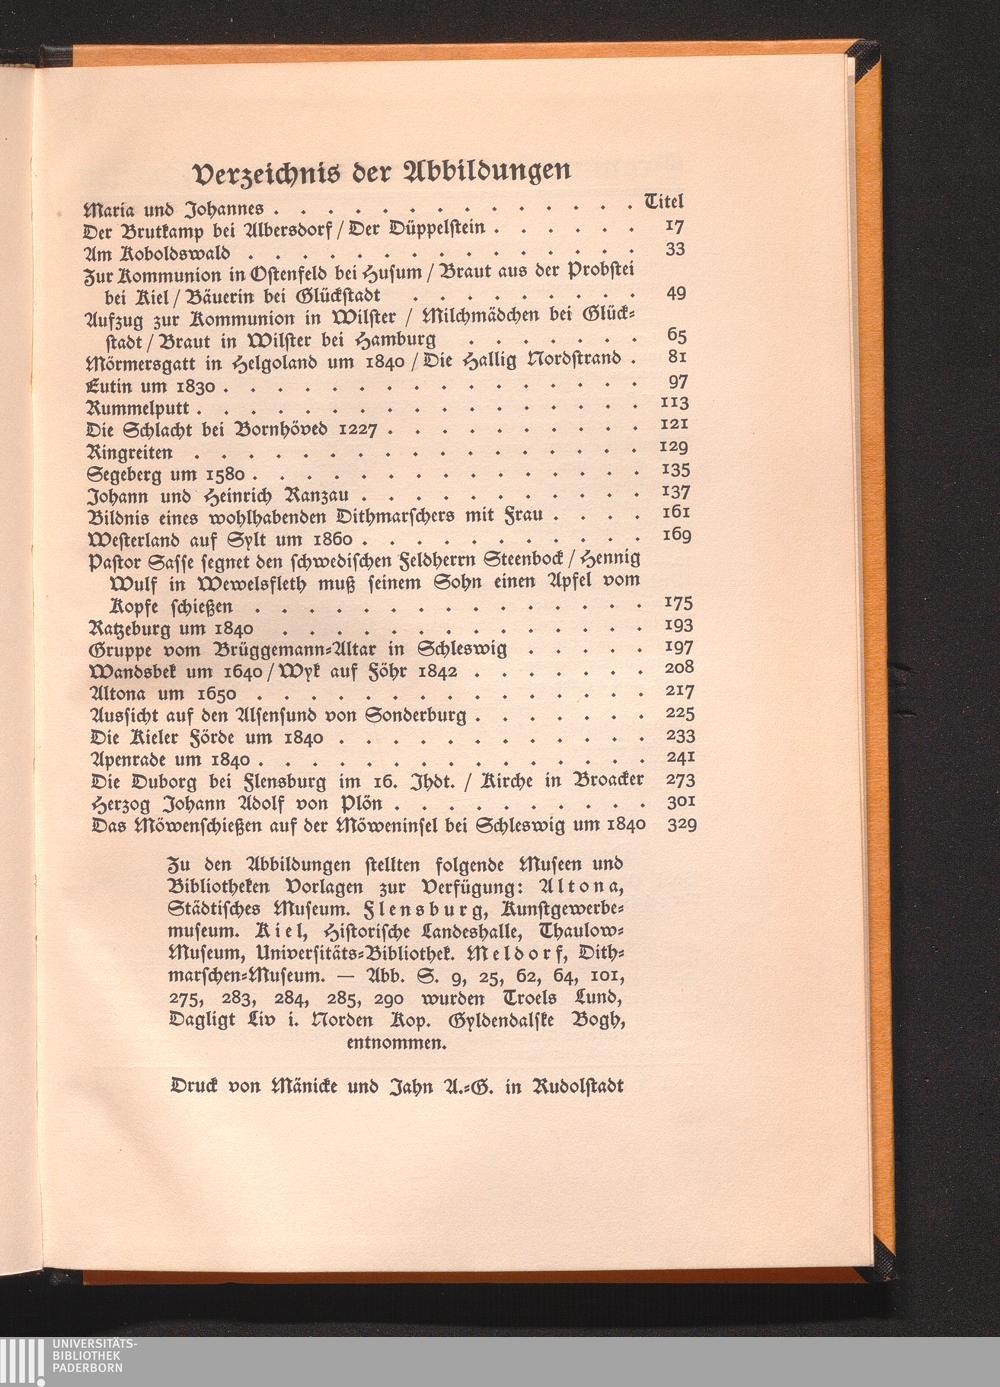 Verzeichnis der Abbildungen
Maria und Johannes . . . . . . . . . . . . . . Titel
Der Brutkamp bei Albersdorf / Der Düppelstein . . . . . . 17
Am Koboldswald . . . . . . . . . . . . . . . 33
Zur Kommunion in Ostenfeld bei Husum / Braut aus der Probstei
bei Kiel / Bäuerin bei Glückstadt . . . . . . . . . 49
Aufzug zur Kommunion in Wilster / Milchmädchen bei Glück-
stadt / Braut in Wilster bei Hamburg . . . . . . . 65
Mörmersgatt in Helgoland um 1840 / Die Hallig Nordstrand . 81
Eutin um 1830 . . . . . . . . . . . . . . . . 97
Rummelputt . . . . . . . . . . . . . . . . . 113
Die Schlacht bei Bornhöved 1227 . . . . . . . . . . 121
Ringreiten . . . . . . . . . . . . . . . . . 129
Segeberg um 1580 . . . . . . . . . . . . . . . 135
Johann und Heinrich Ranzau . . . . . . . . . . . 137
Bildnis eines wohlhabenden Dithmarschers mit Frau . . . . 161
Westerland auf Sylt um 1860 . . . . . . . . . . . 169
Pastor Sasse segnet den schwedischen Feldherrn Steenbock / Hennig
Wulf in Wewelsfleth muß seinem Sohn einen Apfel vom
Kopfe schießen . . . . . . . . . . . . . . . 175
Ratzeburg um 1840 . . . . . . . . . . . . . . 193
Gruppe vom Brüggemann-Altar in Schleswig . . . . . 197
Wandsbek um 1640 / Wyk auf Föhr 1842 . . . . . . . 208
Altona um 1650 . . . . . . . . . . . . . . . 217
Aussicht auf den Alsensund von Sonderburg . . . . . . . 225
Die Kieler Förde um 1840 . . . . . . . . . . . . 233
Apenrade um 1840 . . . . . . . . . . . . . . . 241
Die Duborg bei Flensburg im 16. Jhdt. / Kirche in Broacker 273
Herzog Johann Adolf von Plön . . . . . . . . . . 301
Das Möwenschießen auf der Möweninsel bei Schleswig um 1840 329
Zu den Abbildungen stellten folgende Museen und
Bibliotheken Vorlagen zur Verfügung: Altona,
Städtisches Museum. Flensburg, Kunstgewerbe-
museum. Kiel, Historische Landeshalle, Thaulow-
Museum, Universitäts-Bibliothek. Meldorf, Dith-
marschen-Museum. — Abb. S. 9, 25, 62, 64, 101,
275, 283, 284, 285, 290 wurden Troels Lund,
Dagligt Liv i. Norden Kop. Gyldendalske Bogh,
entnommen.
Druck von Mänicke und Jahn A.-G. in Rudolstadt
UNIVERSITÄTS-
BIBLIOTHEK
PADERBORN